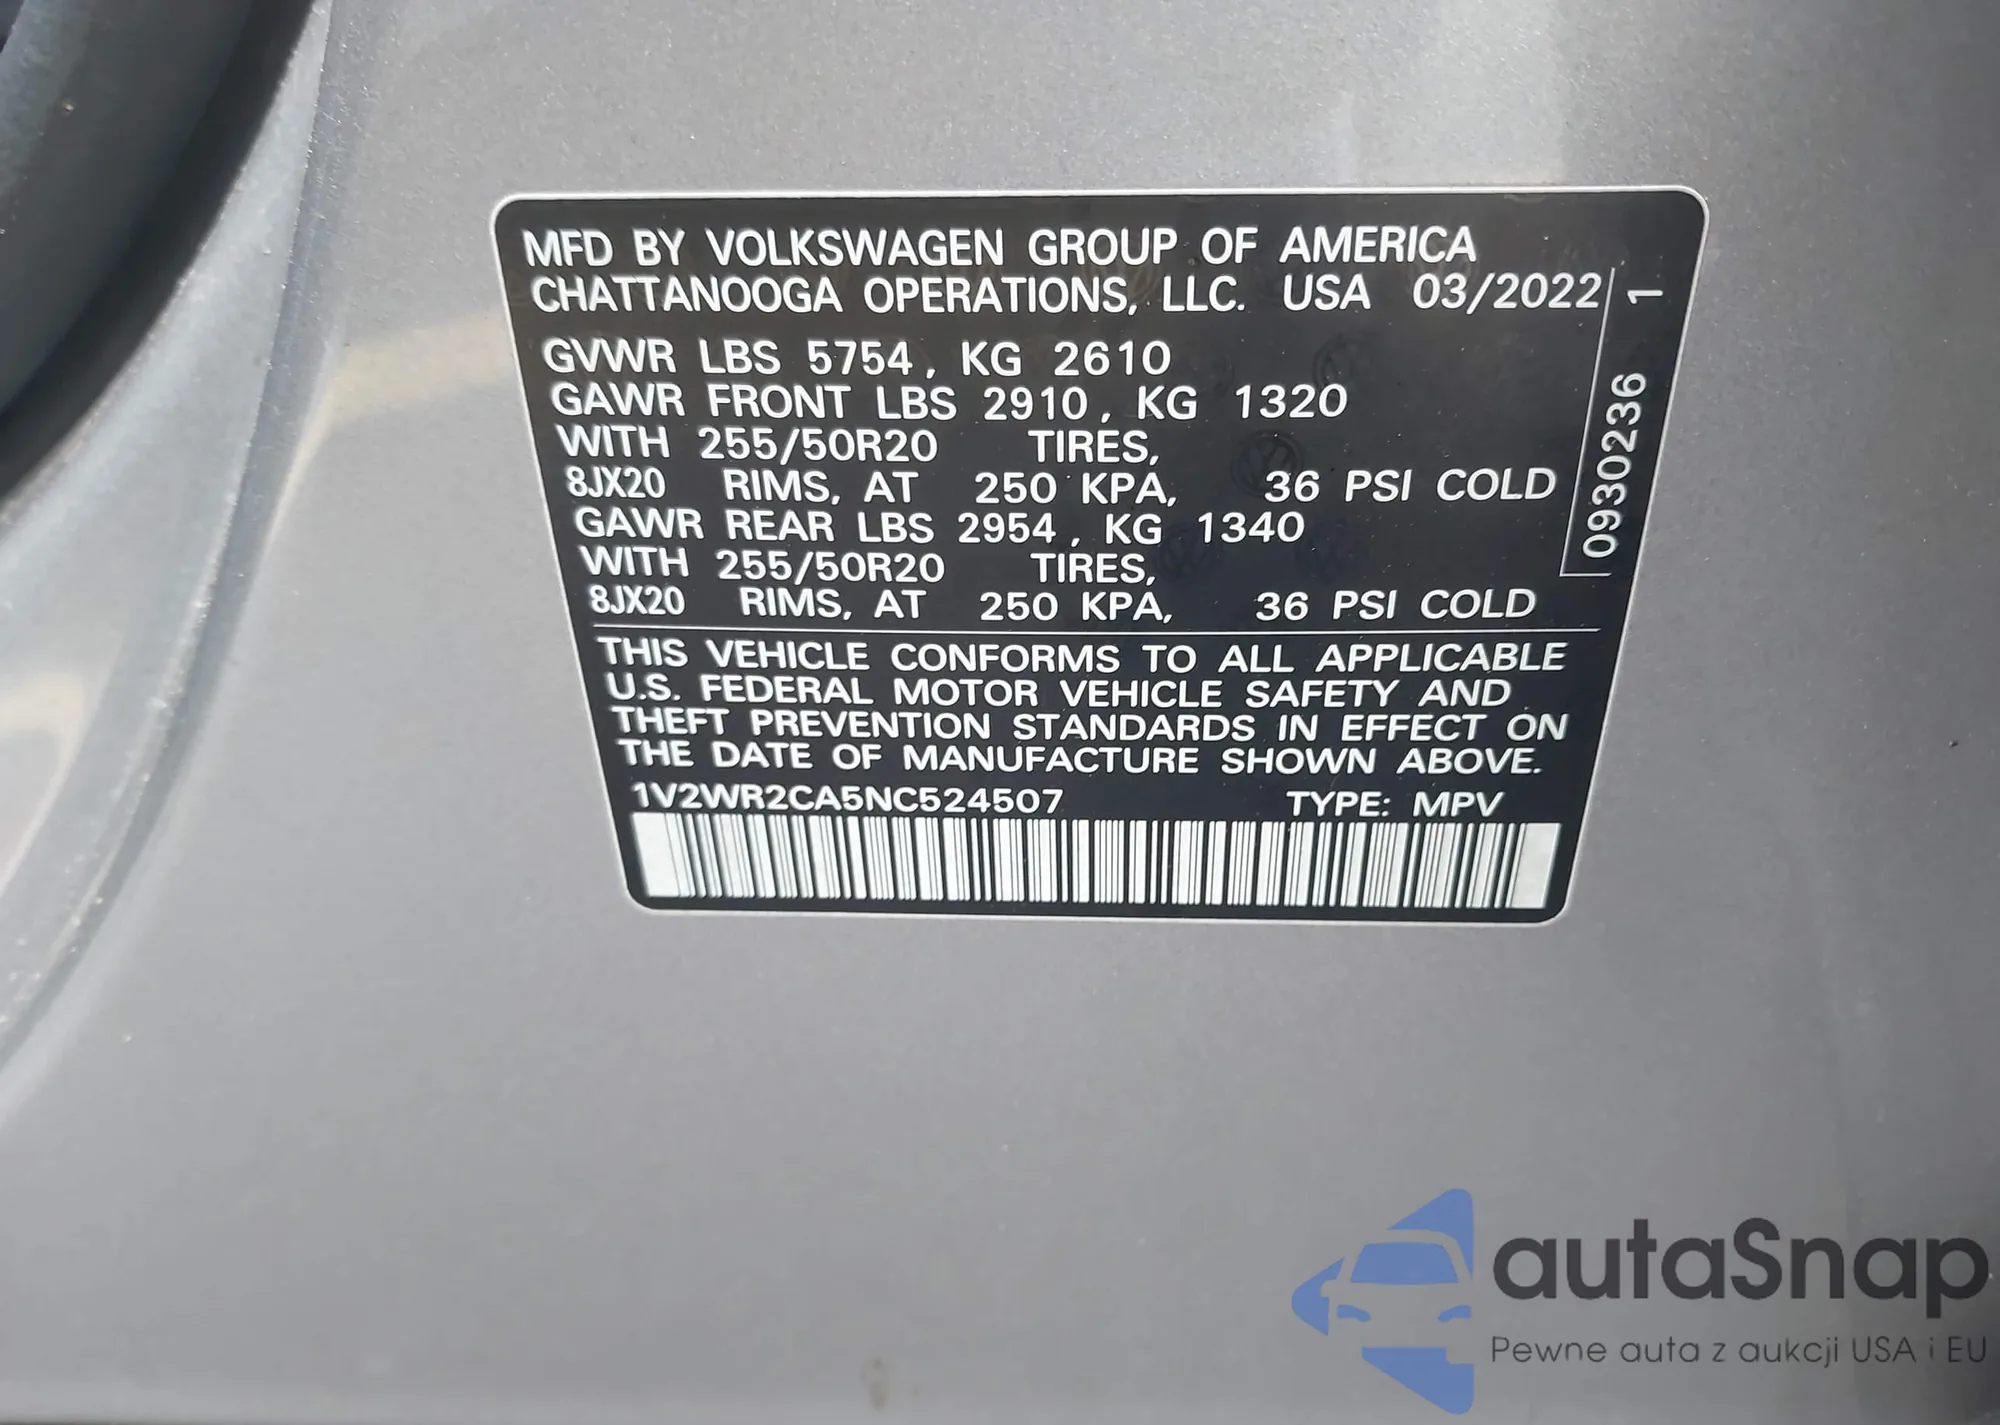 MFD BY VOLKSWAGEN GROUP OF AMERICA
CHATTANOOGA OPERATIONS, LLC. USA 03/2022
GVWR LBS 5754, KG 2610
GAWR FRONT LBS 2910, KG 1320
WITH 255/50R20 TIRES,
8JX20 RIMS, AT 250 KPA, 36 PSI COLD
GAWR REAR LBS 2954, KG 1340
WITH 255/50R20 TIRES,
8JX20 RIMS, AT 250 KPA, 36 PSI COLD
0930236 1
THIS VEHICLE CONFORMS TO ALL APPLICABLE
U.S. FEDERAL MOTOR VEHICLE SAFETY AND
THEFT PREVENTION STANDARDS IN EFFECT ON
THE DATE OF MANUFACTURE SHOWN ABOVE.
1V2WR2CA5NC524507 TYPE: MPV
autaSnap
Pewne auta z aukcji USA i EU